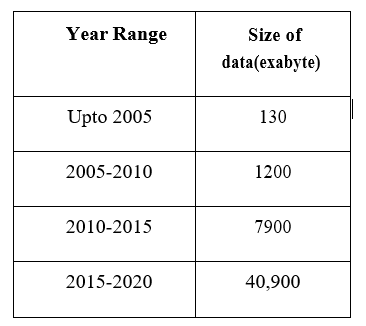 Year Range
Size of
data(exabyte)
Upto 2005
130
2005-2010
1200
2010-2015
7900
2015-2020
40,900